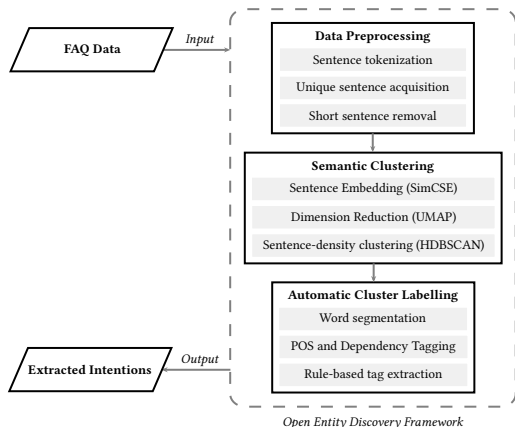 FAQ Data
Input
Data Preprocessing
Sentence tokenization
Unique sentence acquisition
Short sentence removal
Semantic Clustering
Sentence Embedding (SimCSE)
Dimension Reduction (UMAP)
Sentence-density clustering (HDBSCAN)
Automatic Cluster Labelling
Word segmentation
POS and Dependency Tagging
Rule-based tag extraction
Output
Extracted Intentions
Open Entity Discovery Framework